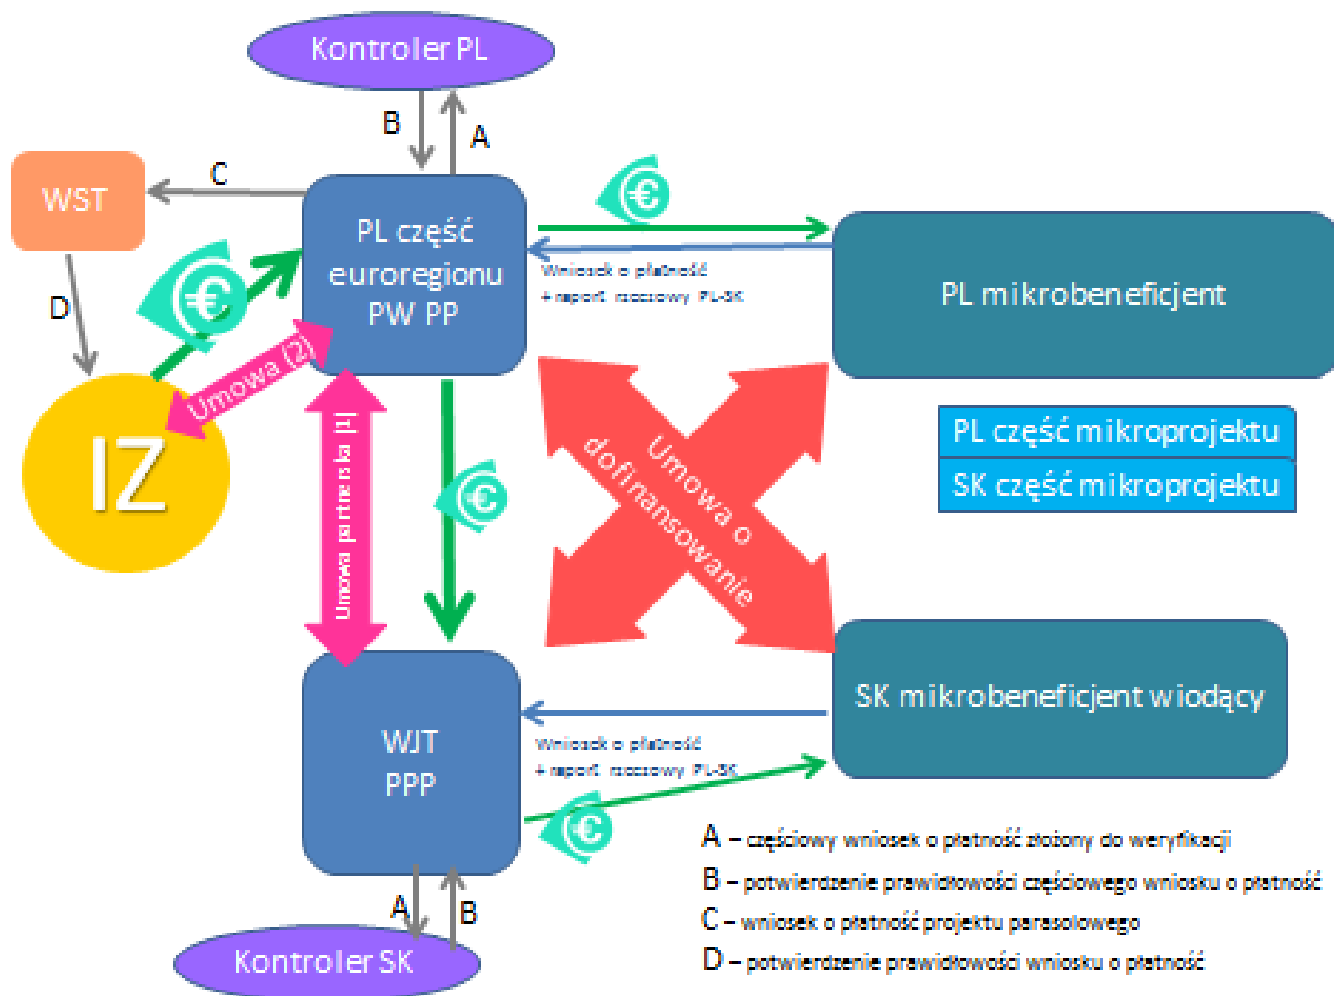 Kontroler PL
B
A
WST
C
PL część
euroregionu
PW PP
€
Wniosek o płatność
+ raport rzeczowy PL-SK
PL mikrobeneficjent
D
€
Umowa (2)
IZ
Umowa partnerska (1)
€
Umowa o
dofinansowanie
PL część mikroprojektu
SK część mikroprojektu
WJT
PPP
Wniosek o płatność
+ raport rzeczowy PL-SK
€
SK mikrobeneficjent wiodący
A
B
Kontroler SK
A – częściowy wniosek o płatność złożony do weryfikacji
B – potwierdzenie prawidłowości częściowego wniosku o płatność
C – wniosek o płatność projektu parasolowego
D – potwierdzenie prawidłowości wniosku o płatność